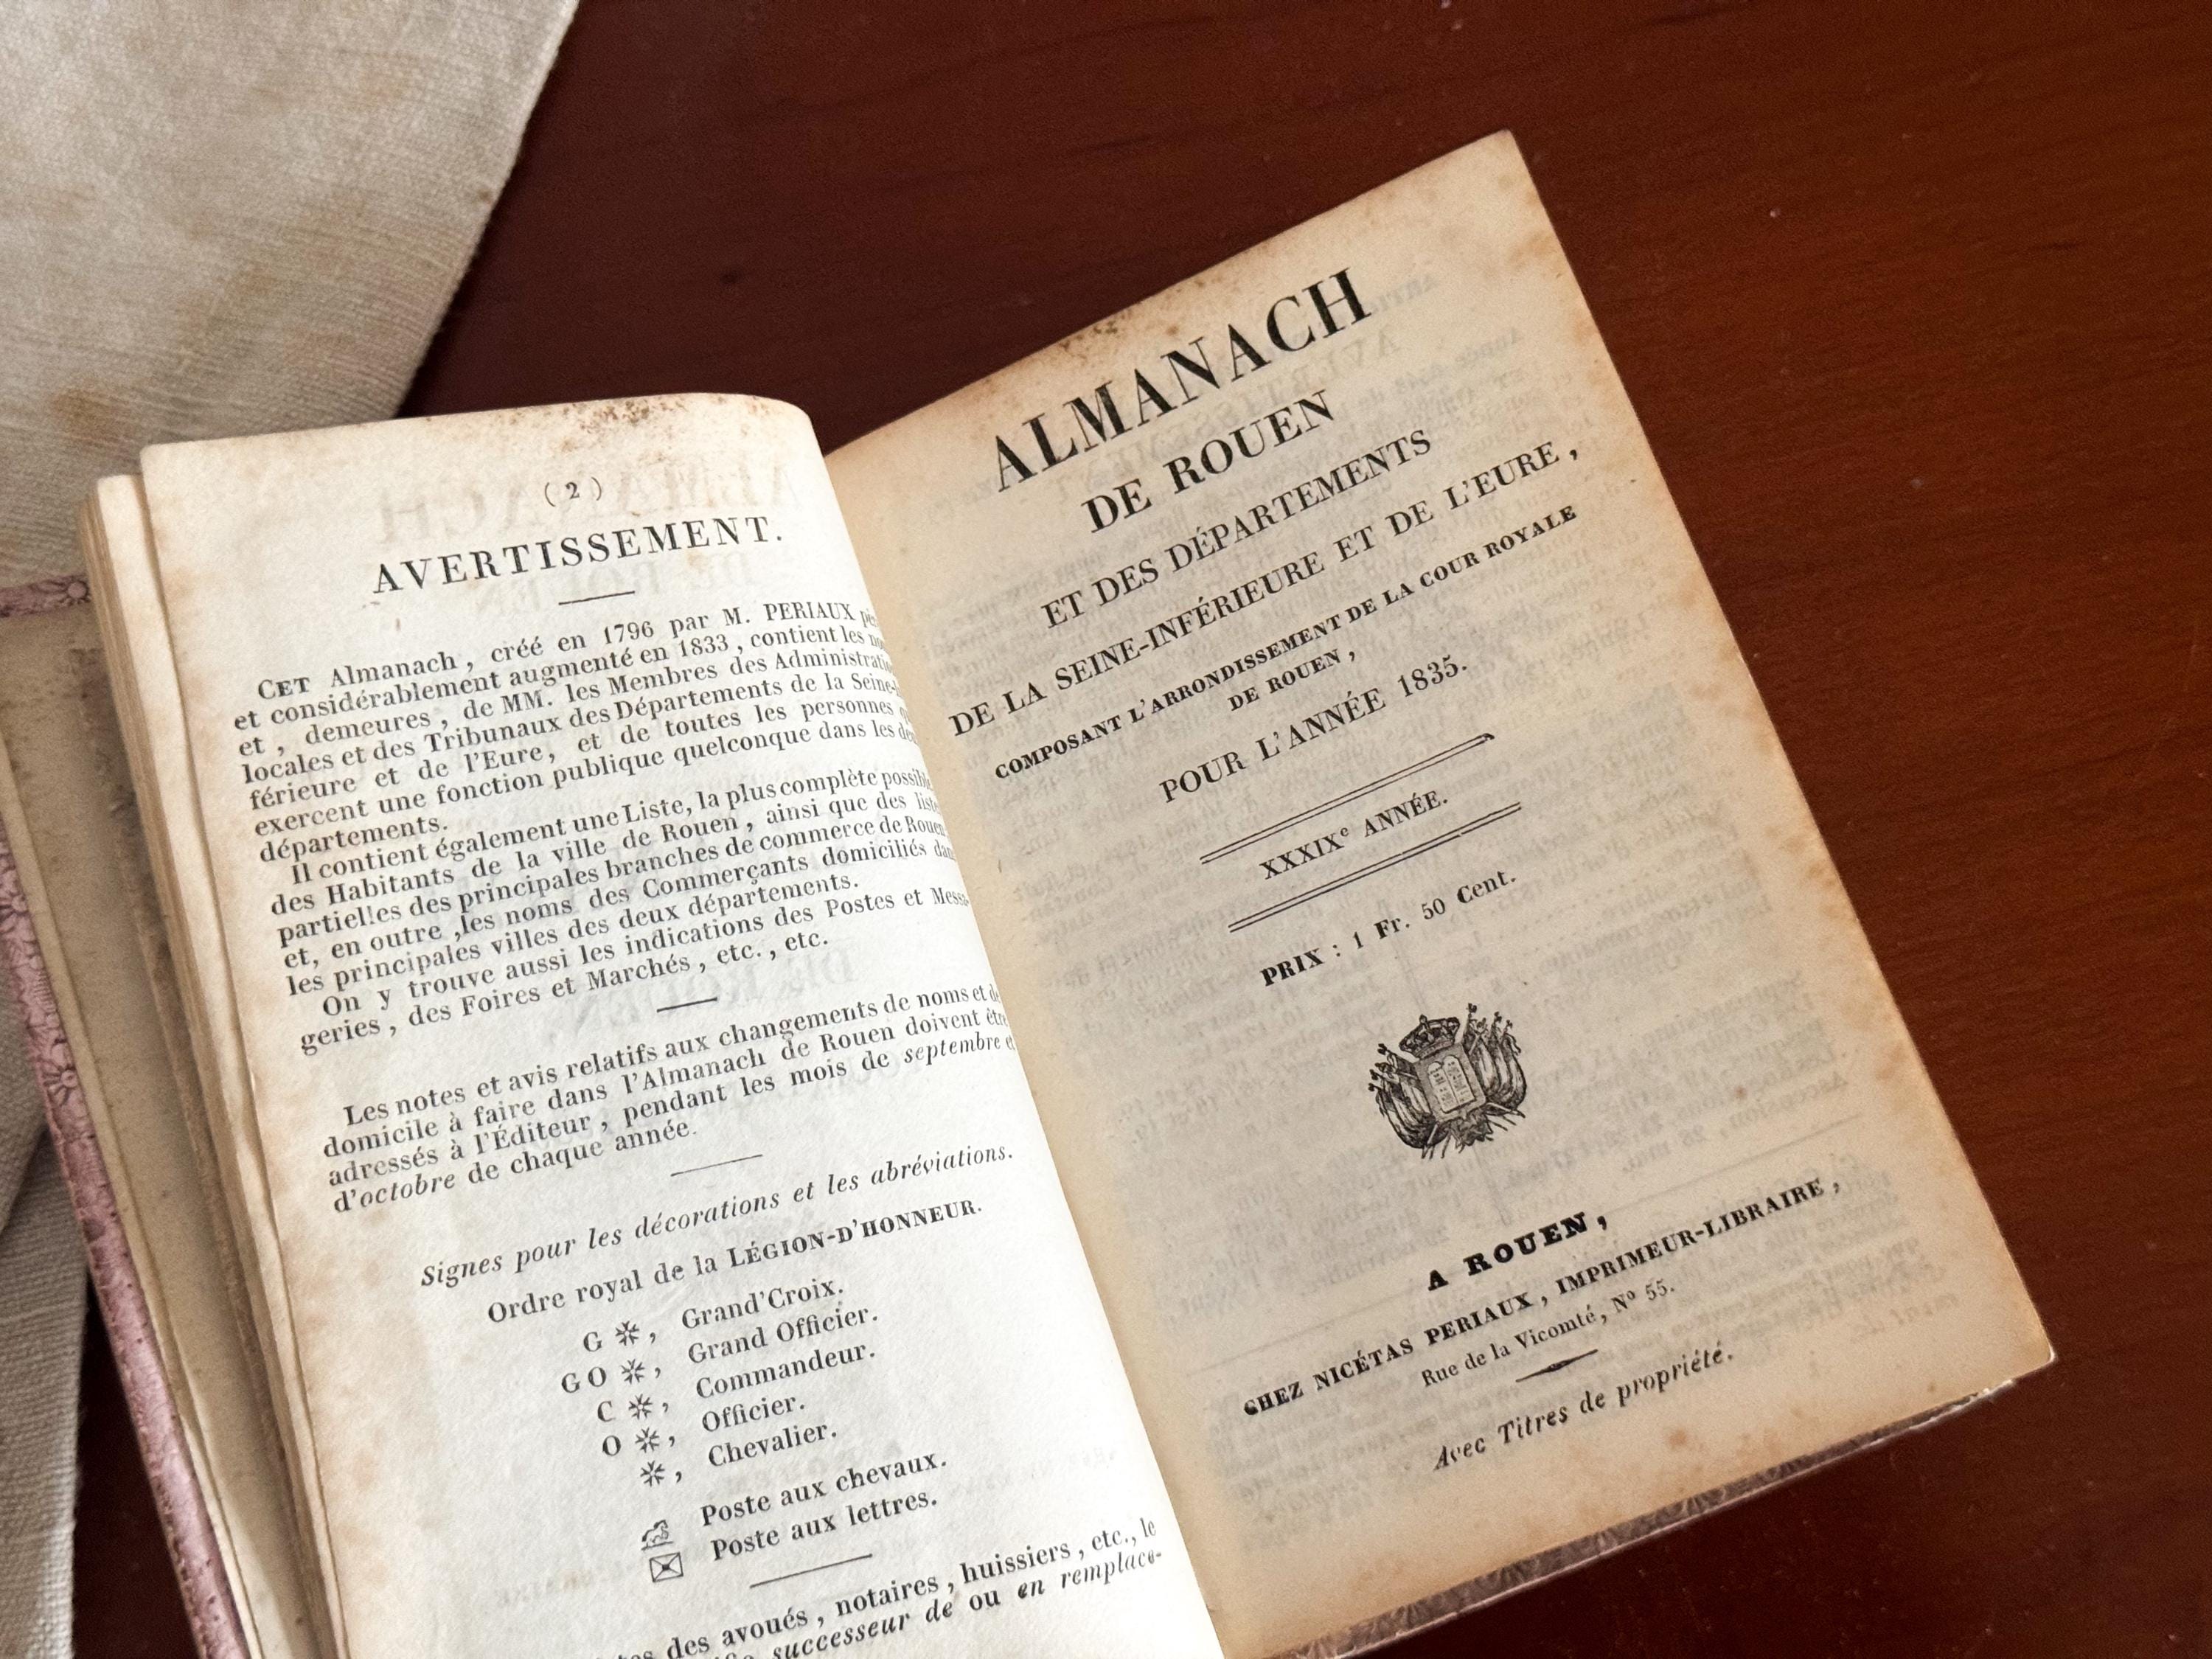 ( 2 )
AVERTISSEMENT.
CET Almanach, créé en 1796 par M. PERIAUX
et considérablement augmenté en 1833, contient les
et, demeures, de MM. les Membres des
locales et des Tribunaux des Départements de la
férieure et de l'Eure, et de toutes les personnes
exercent une fonction publique quelconque dans les
départements.
Il contient également une Liste, la plus complète
des Habitants de la ville de Rouen, ainsi que des
partielles des principales branches de commerce de
et, en outre ,les noms des Commerçants domiciliés
les principales villes des deux départements.
On y trouve aussi les indications des Postes et
geries, des Foires et Marchés, etc., etc.
Les notes et avis relatifs aux changements de noms et
domicile à faire dans l'Almanach de Rouen doivent
adressés à l'Éditeur, pendant les mois de septembre
d'octobre de chaque année.
Signes pour les décorations et les abréviations.
Ordre royal de la LÉGION-D'HONNEUR.
G ✻, Grand'Croix.
GO ✻, Grand Officier.
C ✻, Commandeur.
O ✻, Officier.
✻, Chevalier.
Poste aux chevaux.
Poste aux lettres.
des avoués, notaires, huissiers, etc., le
successeur de ou en remplace-
ALMANACH
DE ROUEN
ET DES DÉPARTEMENTS
DE LA SEINE-INFÉRIEURE ET DE L'EURE,
COMPOSANT L'ARRONDISSEMENT DE LA COUR ROYALE
DE ROUEN,
POUR L'ANNÉE 1835.
XXXIXe ANNÉE.
PRIX : 1 Fr. 50 Cent.
A ROUEN,
CHEZ NICÉTAS PERIAUX, IMPRIMEUR-LIBRAIRE,
Rue de la Vicomté, No 55.
Avec Titres de propriété.